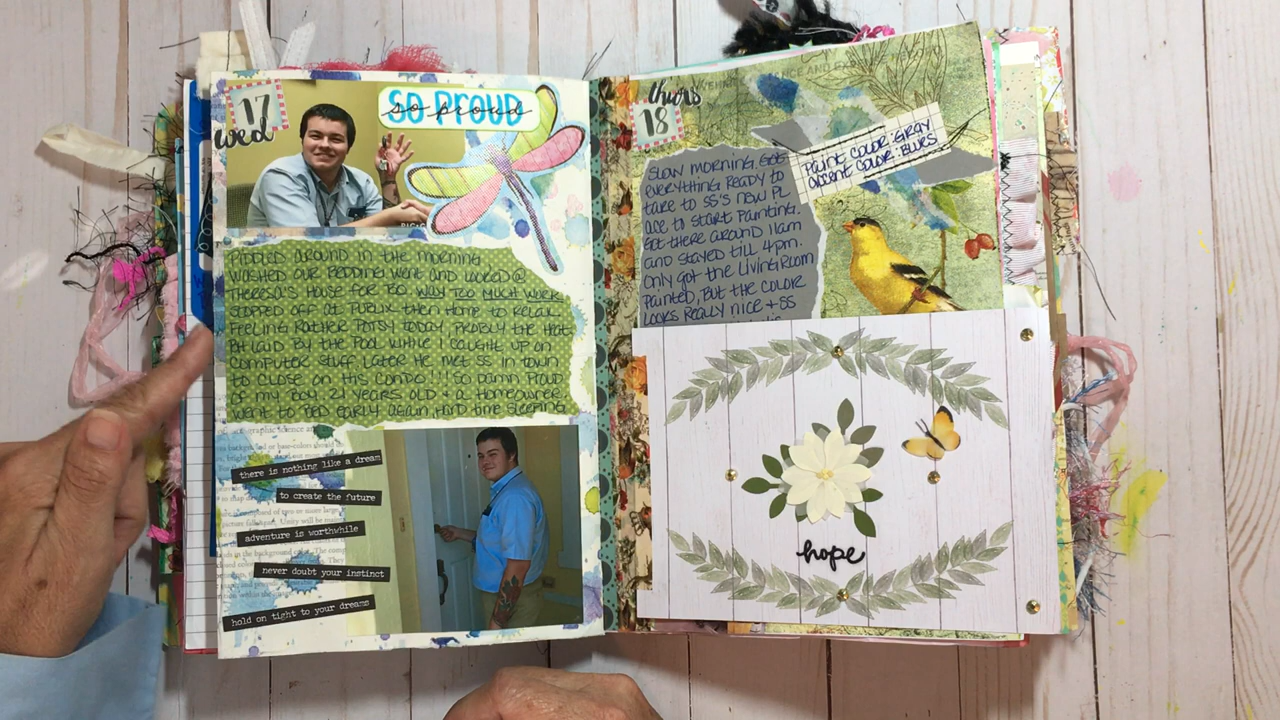 17
wed
SO PROUD
so proud
PIDDLED AROUND IN THE MORNING
WASHED OUR BEDDING WENT AND LOOKED @
THERESA'S HOUSE FOR BO. WAY TOO MUCH WORK
STOPPED OFF AT PUBLIX THEN HOME TO RELAX.
FEELING RATHER POTSY TODAY, PROBLY THE HEAT.
BH LAID BY THE POOL WHILE I CAUGHT UP ON
COMPUTER STUFF. LATER HE MET SS IN TOWN
TO CLOSE ON HIS CONDO!!! SO DAMN PROUD
OF MY BOY. 21 YEARS OLD & A HOMEOWNER.
WENT TO BED EARLY AGAIN, HARD TIME SLEEPING
there is nothing like a dream
to create the future
adventure is worthwhile
never doubt your instinct
hold on tight to your dreams
thurs
18
PAINT COLOR: GRAY
ACCENT COLOR: BLUES
SLOW MORNING GOT
EVERYTHING READY TO
TAKE TO SS'S NEW PL
ACE TO START PAINTING.
GOT THERE AROUND 11AM
AND STAYED TILL 4PM.
ONLY GOT THE LIVING ROOM
PAINTED, BUT THE COLOR
LOOKS REALLY NICE & SS
hope